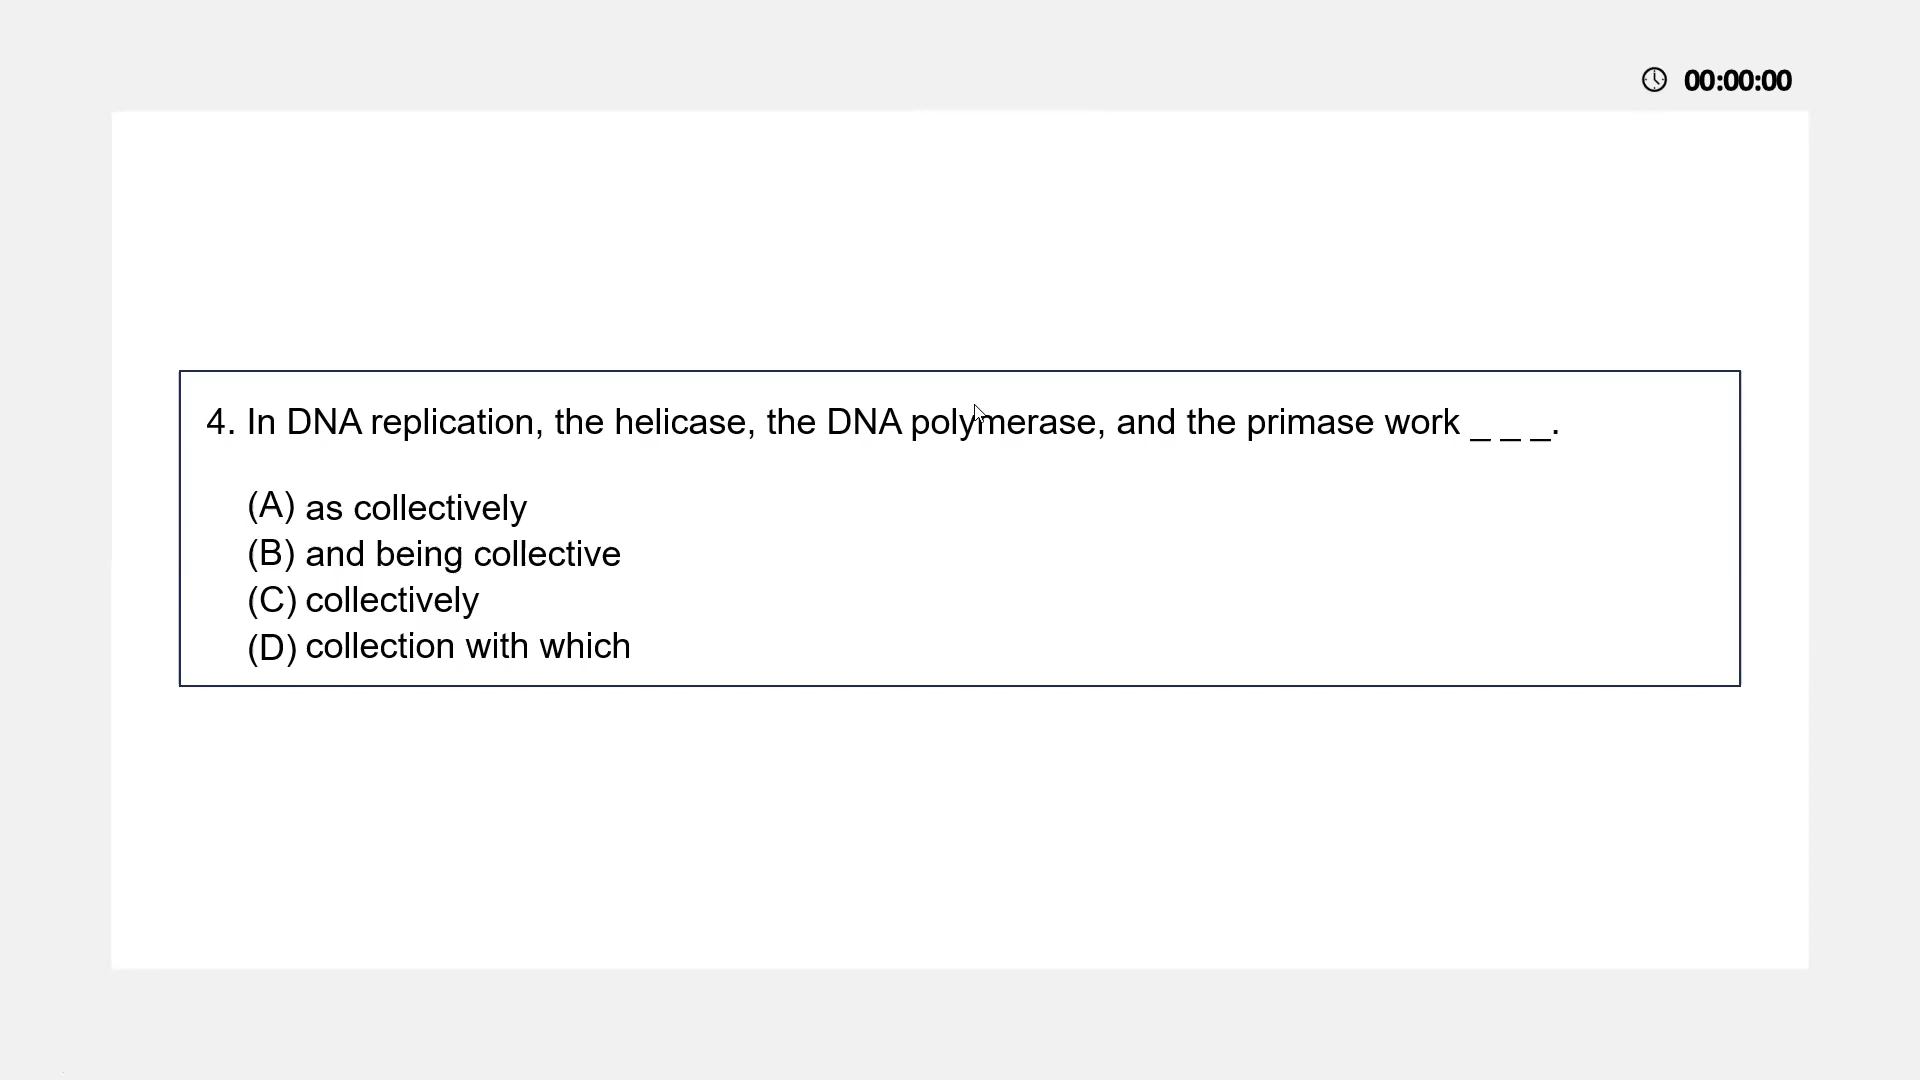 00:00:00
4. In DNA replication, the helicase, the DNA polymerase, and the primase work _ _ _.
(A) as collectively
(B) and being collective
(C) collectively
(D) collection with which